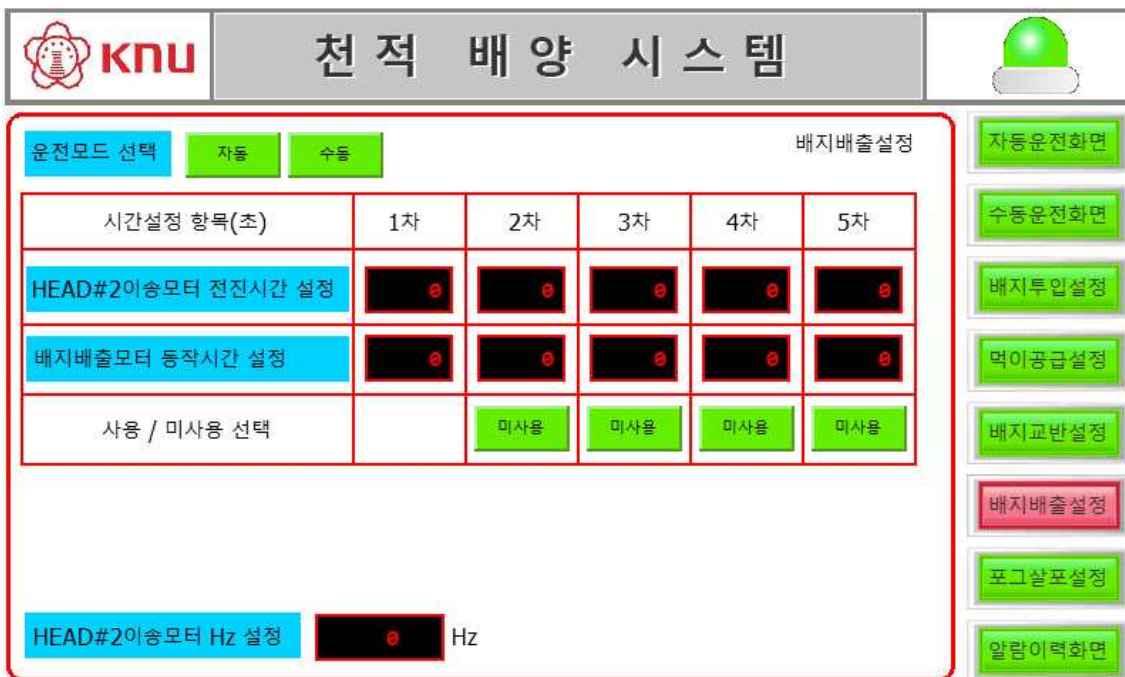 KNU 천적 배양 시스템
운전모드 선택 자동 수동 배지배출설정
시간설정 항목(초) 1차 2차 3차 4차 5차
HEAD#2이송모터 전진시간 설정 0 0 0 0 0
배지배출모터 동작시간 설정 0 0 0 0 0
사용 / 미사용 선택 미사용 미사용 미사용 미사용
HEAD#2이송모터 Hz 설정 0 Hz
자동운전화면
수동운전화면
배지투입설정
먹이공급설정
배지교반설정
배지배출설정
포그살포설정
알람이력화면